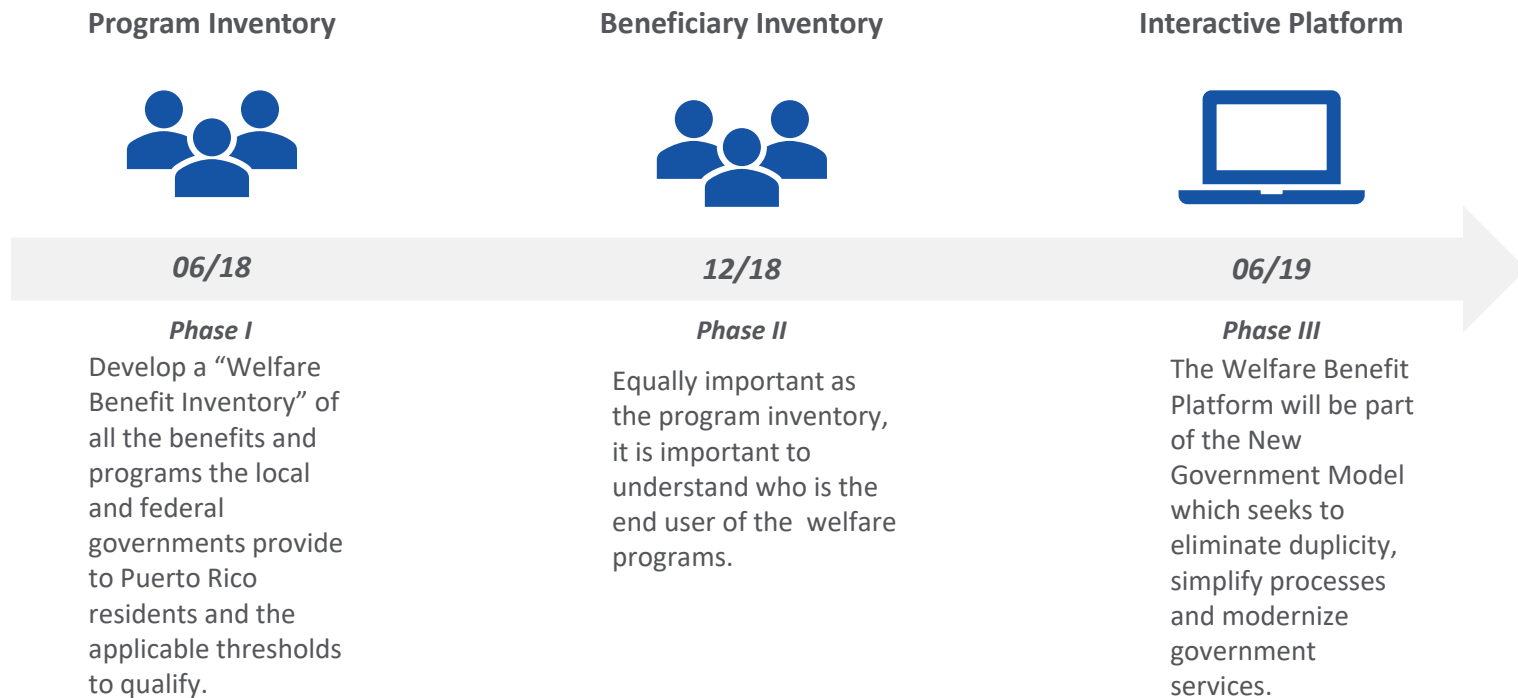 Program Inventory
Beneficiary Inventory
Interactive Platform
06/18
12/18
06/19
Phase I
Develop a “Welfare
Benefit Inventory” of
all the benefits and
programs the local
and federal
governments provide
to Puerto Rico
residents and the
applicable thresholds
to qualify.
Phase II
Equally important as
the program inventory,
it is important to
understand who is the
end user of the  welfare
programs.
Phase III
The Welfare Benefit
Platform will be part
of the New
Government Model
which seeks to
eliminate duplicity,
simplify processes
and modernize
government
services.